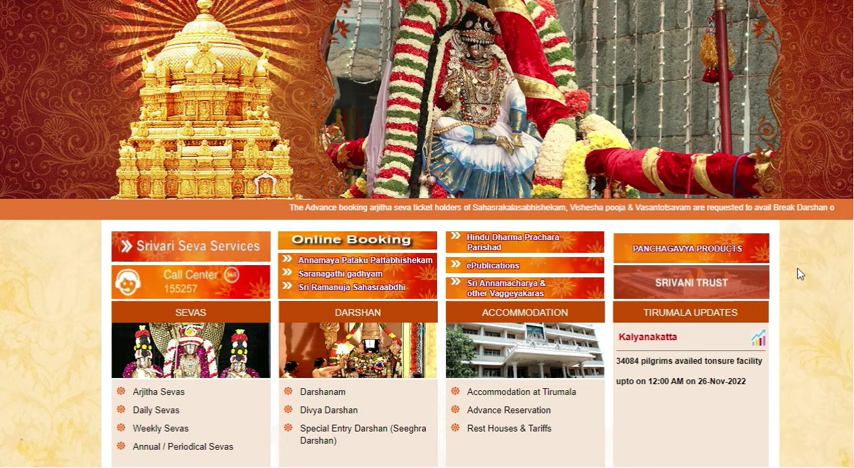 The Advance booking arjitha seva ticket holders of Sahasrakalasabhishekam, Vishesha pooja & Vasantotsavam are requested to avail Break Darshan o
Srivari Seva Services
Call Center 24/7
155257
Online Booking
Annamaya Pataku Pattabhishekam
Saranagathi gadhyam
Sri Ramanuja Sahasraabdhi
Hindu Dharma Prachara
Parishad
ePublications
Sri Annamacharya &
other Vaggeyakaras
PANCHAGAVYA PRODUCTS
SRIVANI TRUST
SEVAS
Arjitha Sevas
Daily Sevas
Weekly Sevas
Annual / Periodical Sevas
DARSHAN
Darshanam
Divya Darshan
Special Entry Darshan (Seeghra
Darshan)
ACCOMMODATION
Accommodation at Tirumala
Advance Reservation
Rest Houses & Tariffs
TIRUMALA UPDATES
Kalyanakatta
34084 pilgrims availed tonsure facility
upto on 12:00 AM on 26-Nov-2022